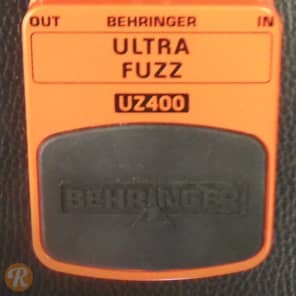 OUT BEHRINGER IN
ULTRA
FUZZ
UZ400
BEHRINGER
R